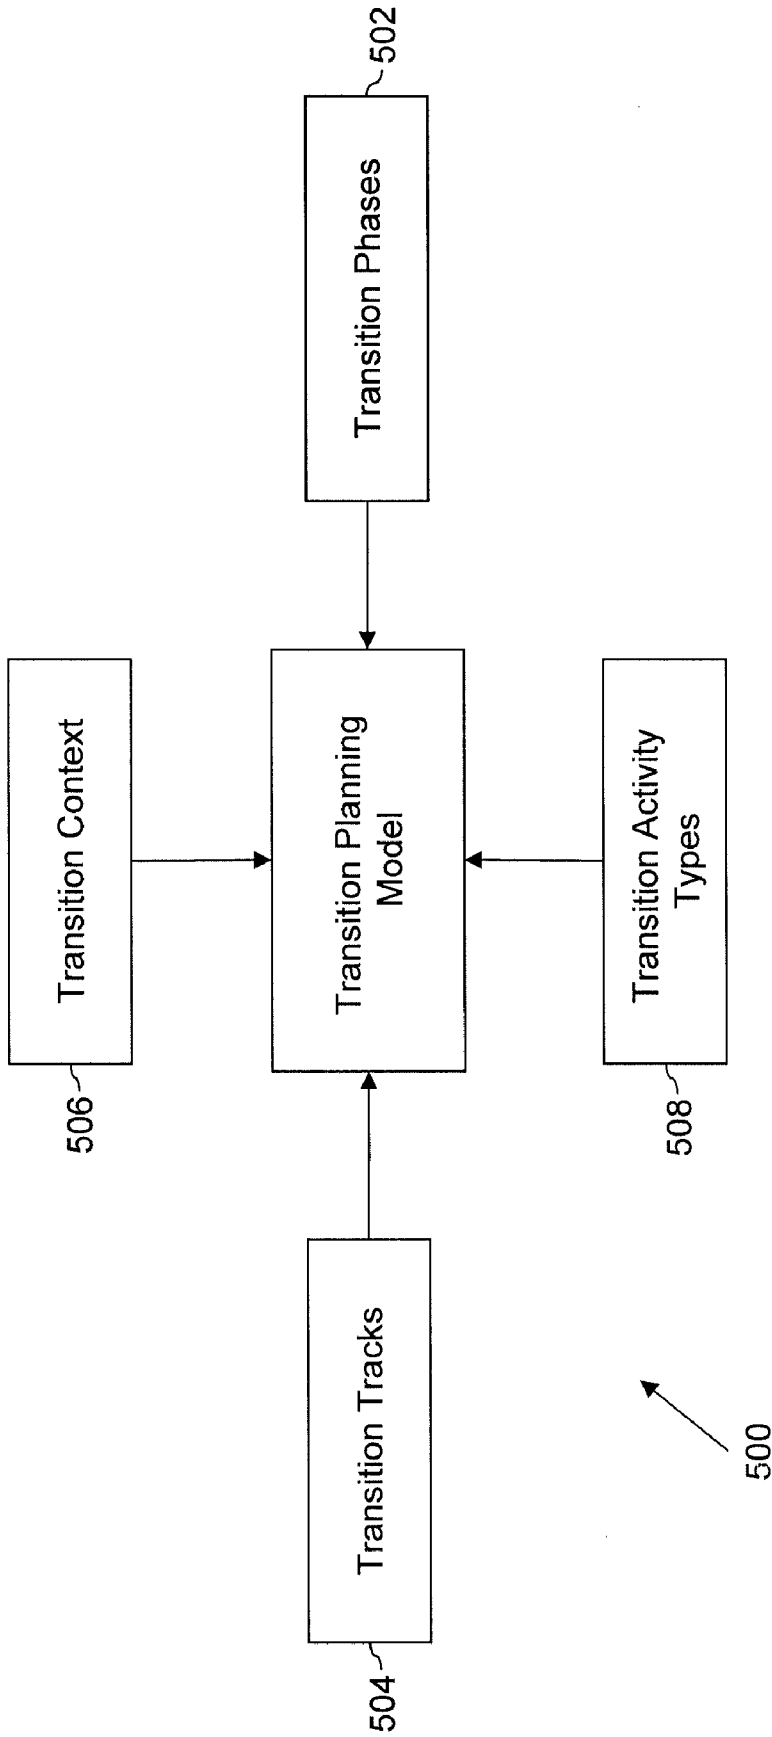 506
Transition Context
504
Transition Tracks
Transition Planning
Model
Transition Phases
502
508
Transition Activity
Types
500